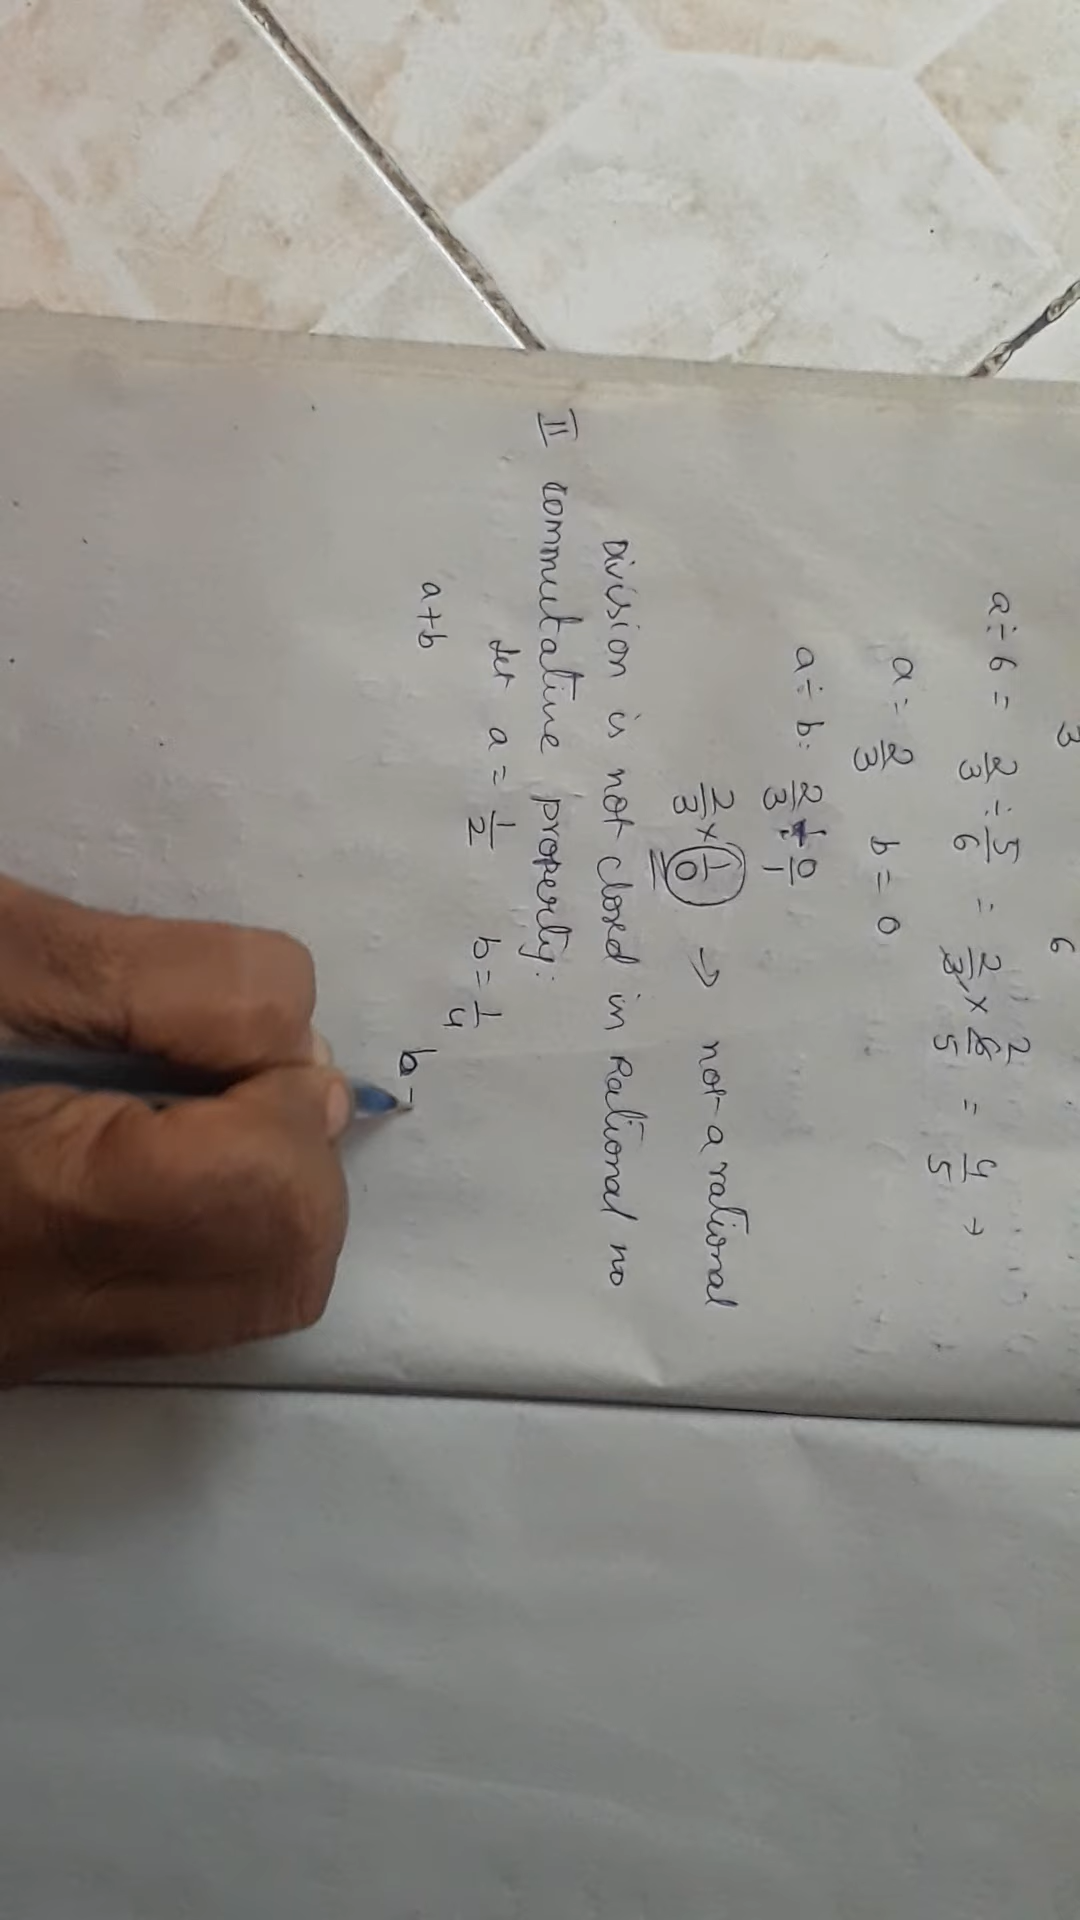 3 6
a÷b = 2/3 ÷ 5/6 = 2/3 × 6/5 2 = 4/5 →
a = 2/3 b = 0
a ÷ b: 2/3 ÷ 0/1
2/3 × 1/0 → not a rational
Division is not closed in Rational no
II commutative property:
let a = 1/2 b = 1/4
a+b b